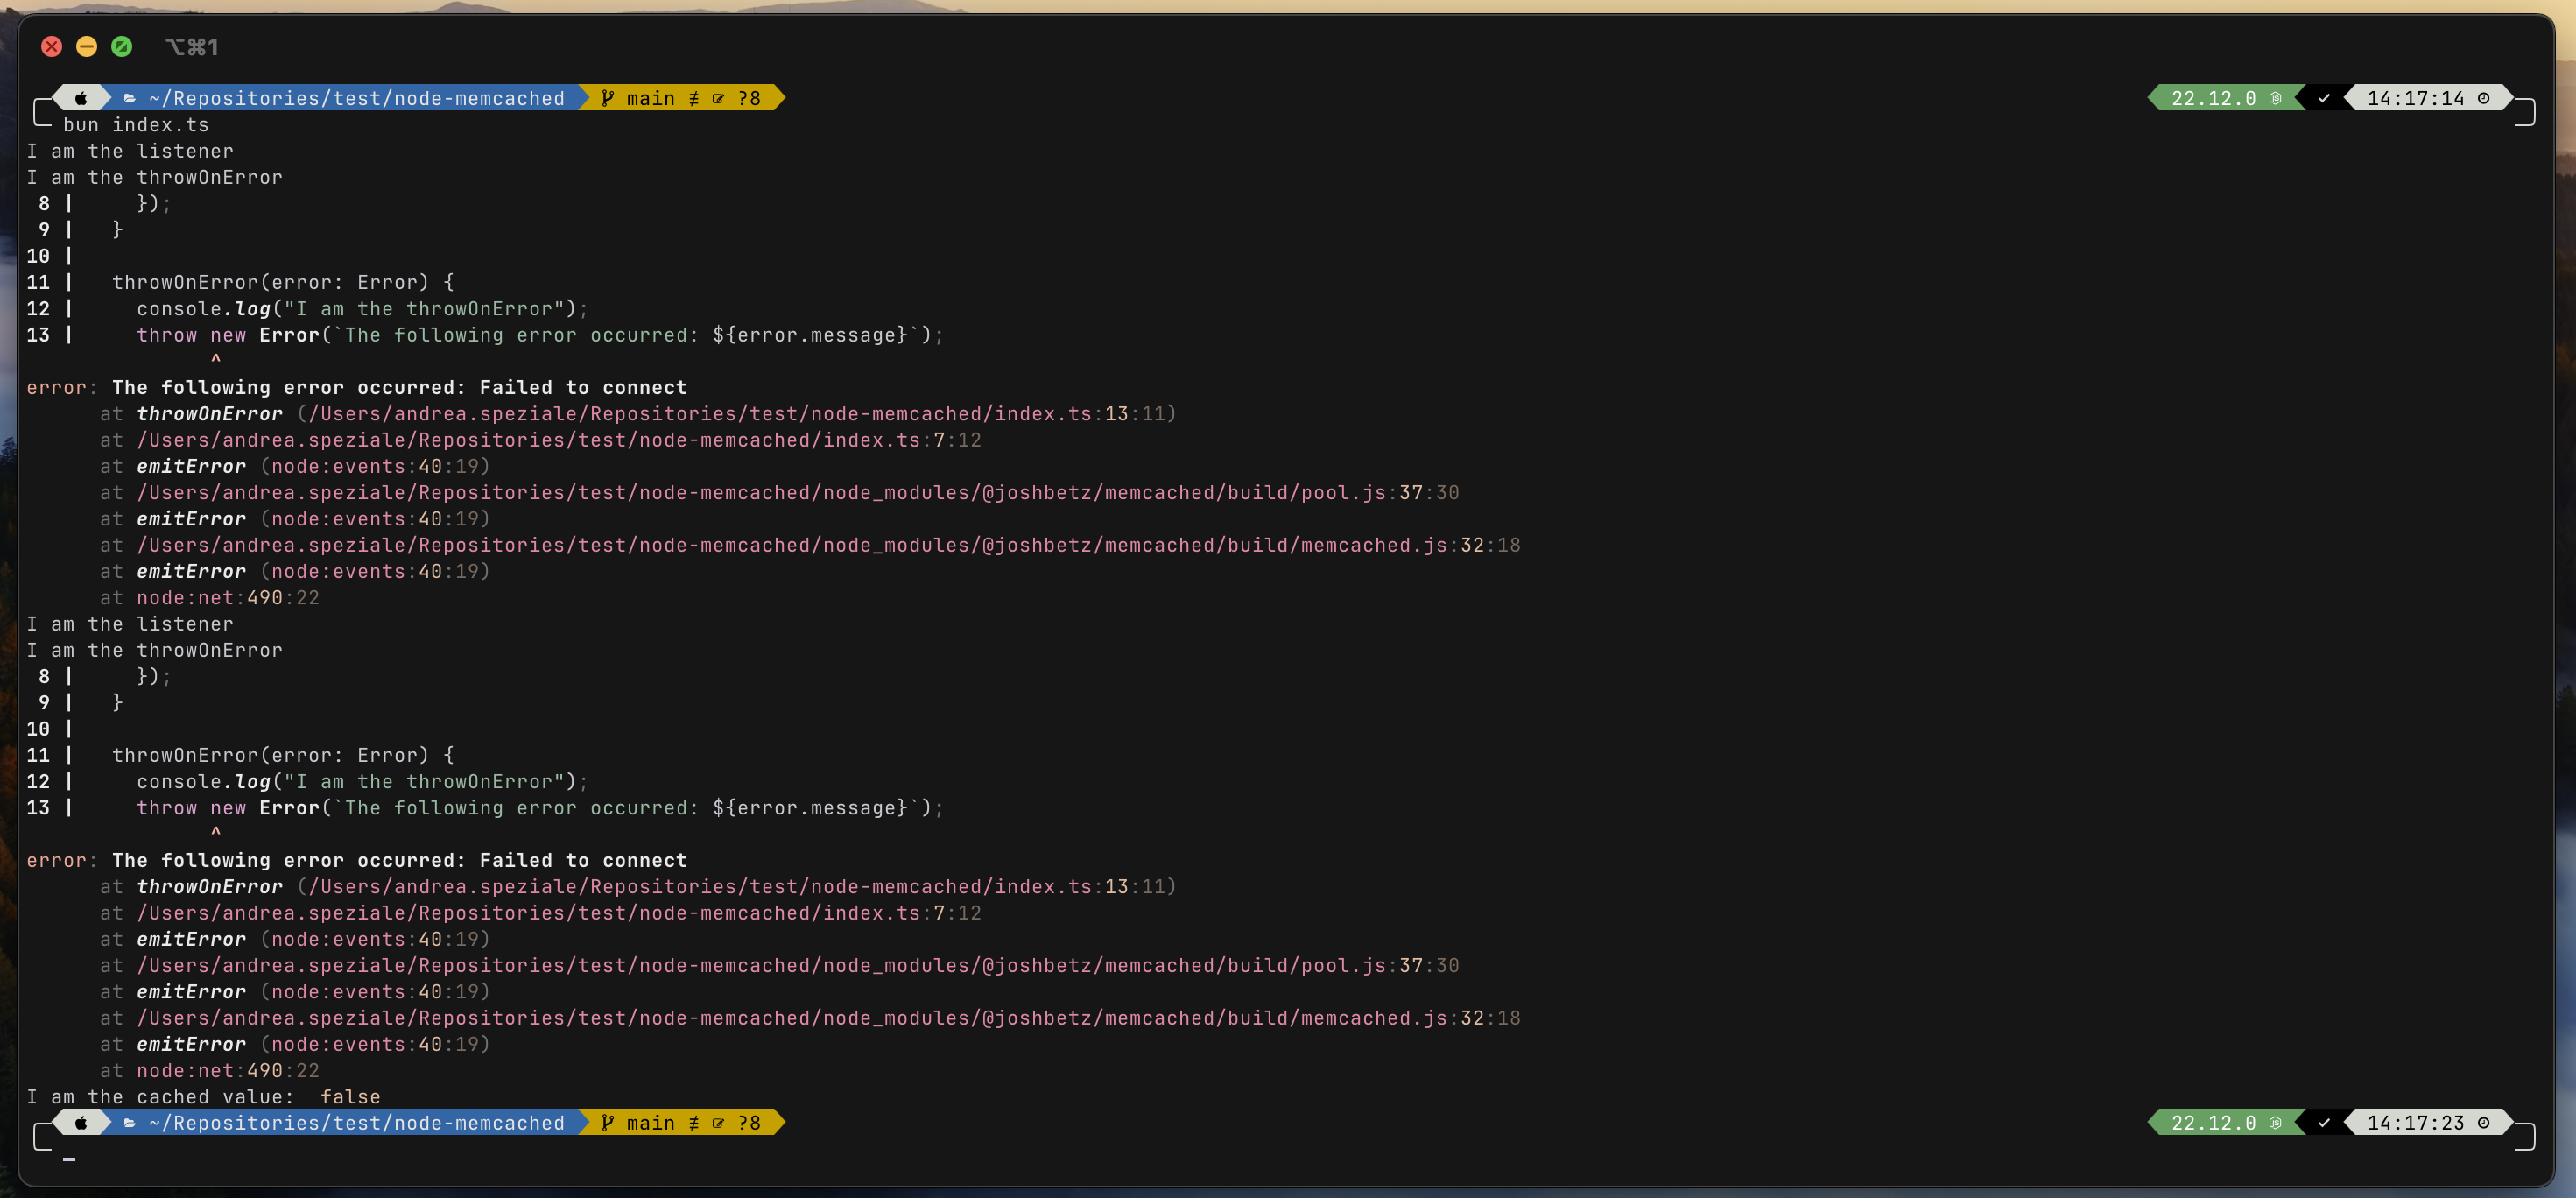 ⌥⌘1
~/Repositories/test/node-memcached main ≢ ?8 22.12.0 ✓ 14:17:14
bun index.ts
I am the listener
I am the throwOnError
 8 |     });
 9 |   }
10 |
11 |   throwOnError(error: Error) {
12 |     console.log("I am the throwOnError");
13 |     throw new Error(`The following error occurred: ${error.message}`);
               ^
error: The following error occurred: Failed to connect
      at throwOnError (/Users/andrea.speziale/Repositories/test/node-memcached/index.ts:13:11)
      at /Users/andrea.speziale/Repositories/test/node-memcached/index.ts:7:12
      at emitError (node:events:40:19)
      at /Users/andrea.speziale/Repositories/test/node-memcached/node_modules/@joshbetz/memcached/build/pool.js:37:30
      at emitError (node:events:40:19)
      at /Users/andrea.speziale/Repositories/test/node-memcached/node_modules/@joshbetz/memcached/build/memcached.js:32:18
      at emitError (node:events:40:19)
      at node:net:490:22
I am the listener
I am the throwOnError
 8 |     });
 9 |   }
10 |
11 |   throwOnError(error: Error) {
12 |     console.log("I am the throwOnError");
13 |     throw new Error(`The following error occurred: ${error.message}`);
               ^
error: The following error occurred: Failed to connect
      at throwOnError (/Users/andrea.speziale/Repositories/test/node-memcached/index.ts:13:11)
      at /Users/andrea.speziale/Repositories/test/node-memcached/index.ts:7:12
      at emitError (node:events:40:19)
      at /Users/andrea.speziale/Repositories/test/node-memcached/node_modules/@joshbetz/memcached/build/pool.js:37:30
      at emitError (node:events:40:19)
      at /Users/andrea.speziale/Repositories/test/node-memcached/node_modules/@joshbetz/memcached/build/memcached.js:32:18
      at emitError (node:events:40:19)
      at node:net:490:22
I am the cached value:  false
~/Repositories/test/node-memcached main ≢ ?8 22.12.0 ✓ 14:17:23